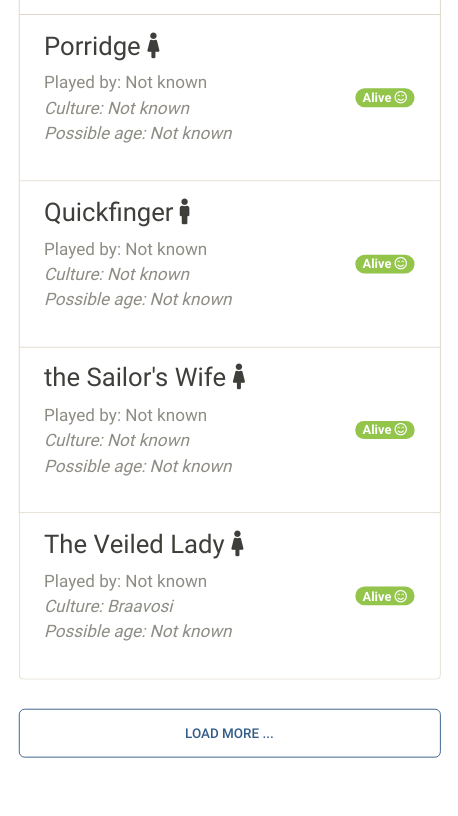 Porridge
Played by: Not known
Culture: Not known
Possible age: Not known
Alive
Quickfinger
Played by: Not known
Culture: Not known
Possible age: Not known
Alive
the Sailor's Wife
Played by: Not known
Culture: Not known
Possible age: Not known
Alive
The Veiled Lady
Played by: Not known
Culture: Braavosi
Possible age: Not known
Alive
LOAD MORE ...